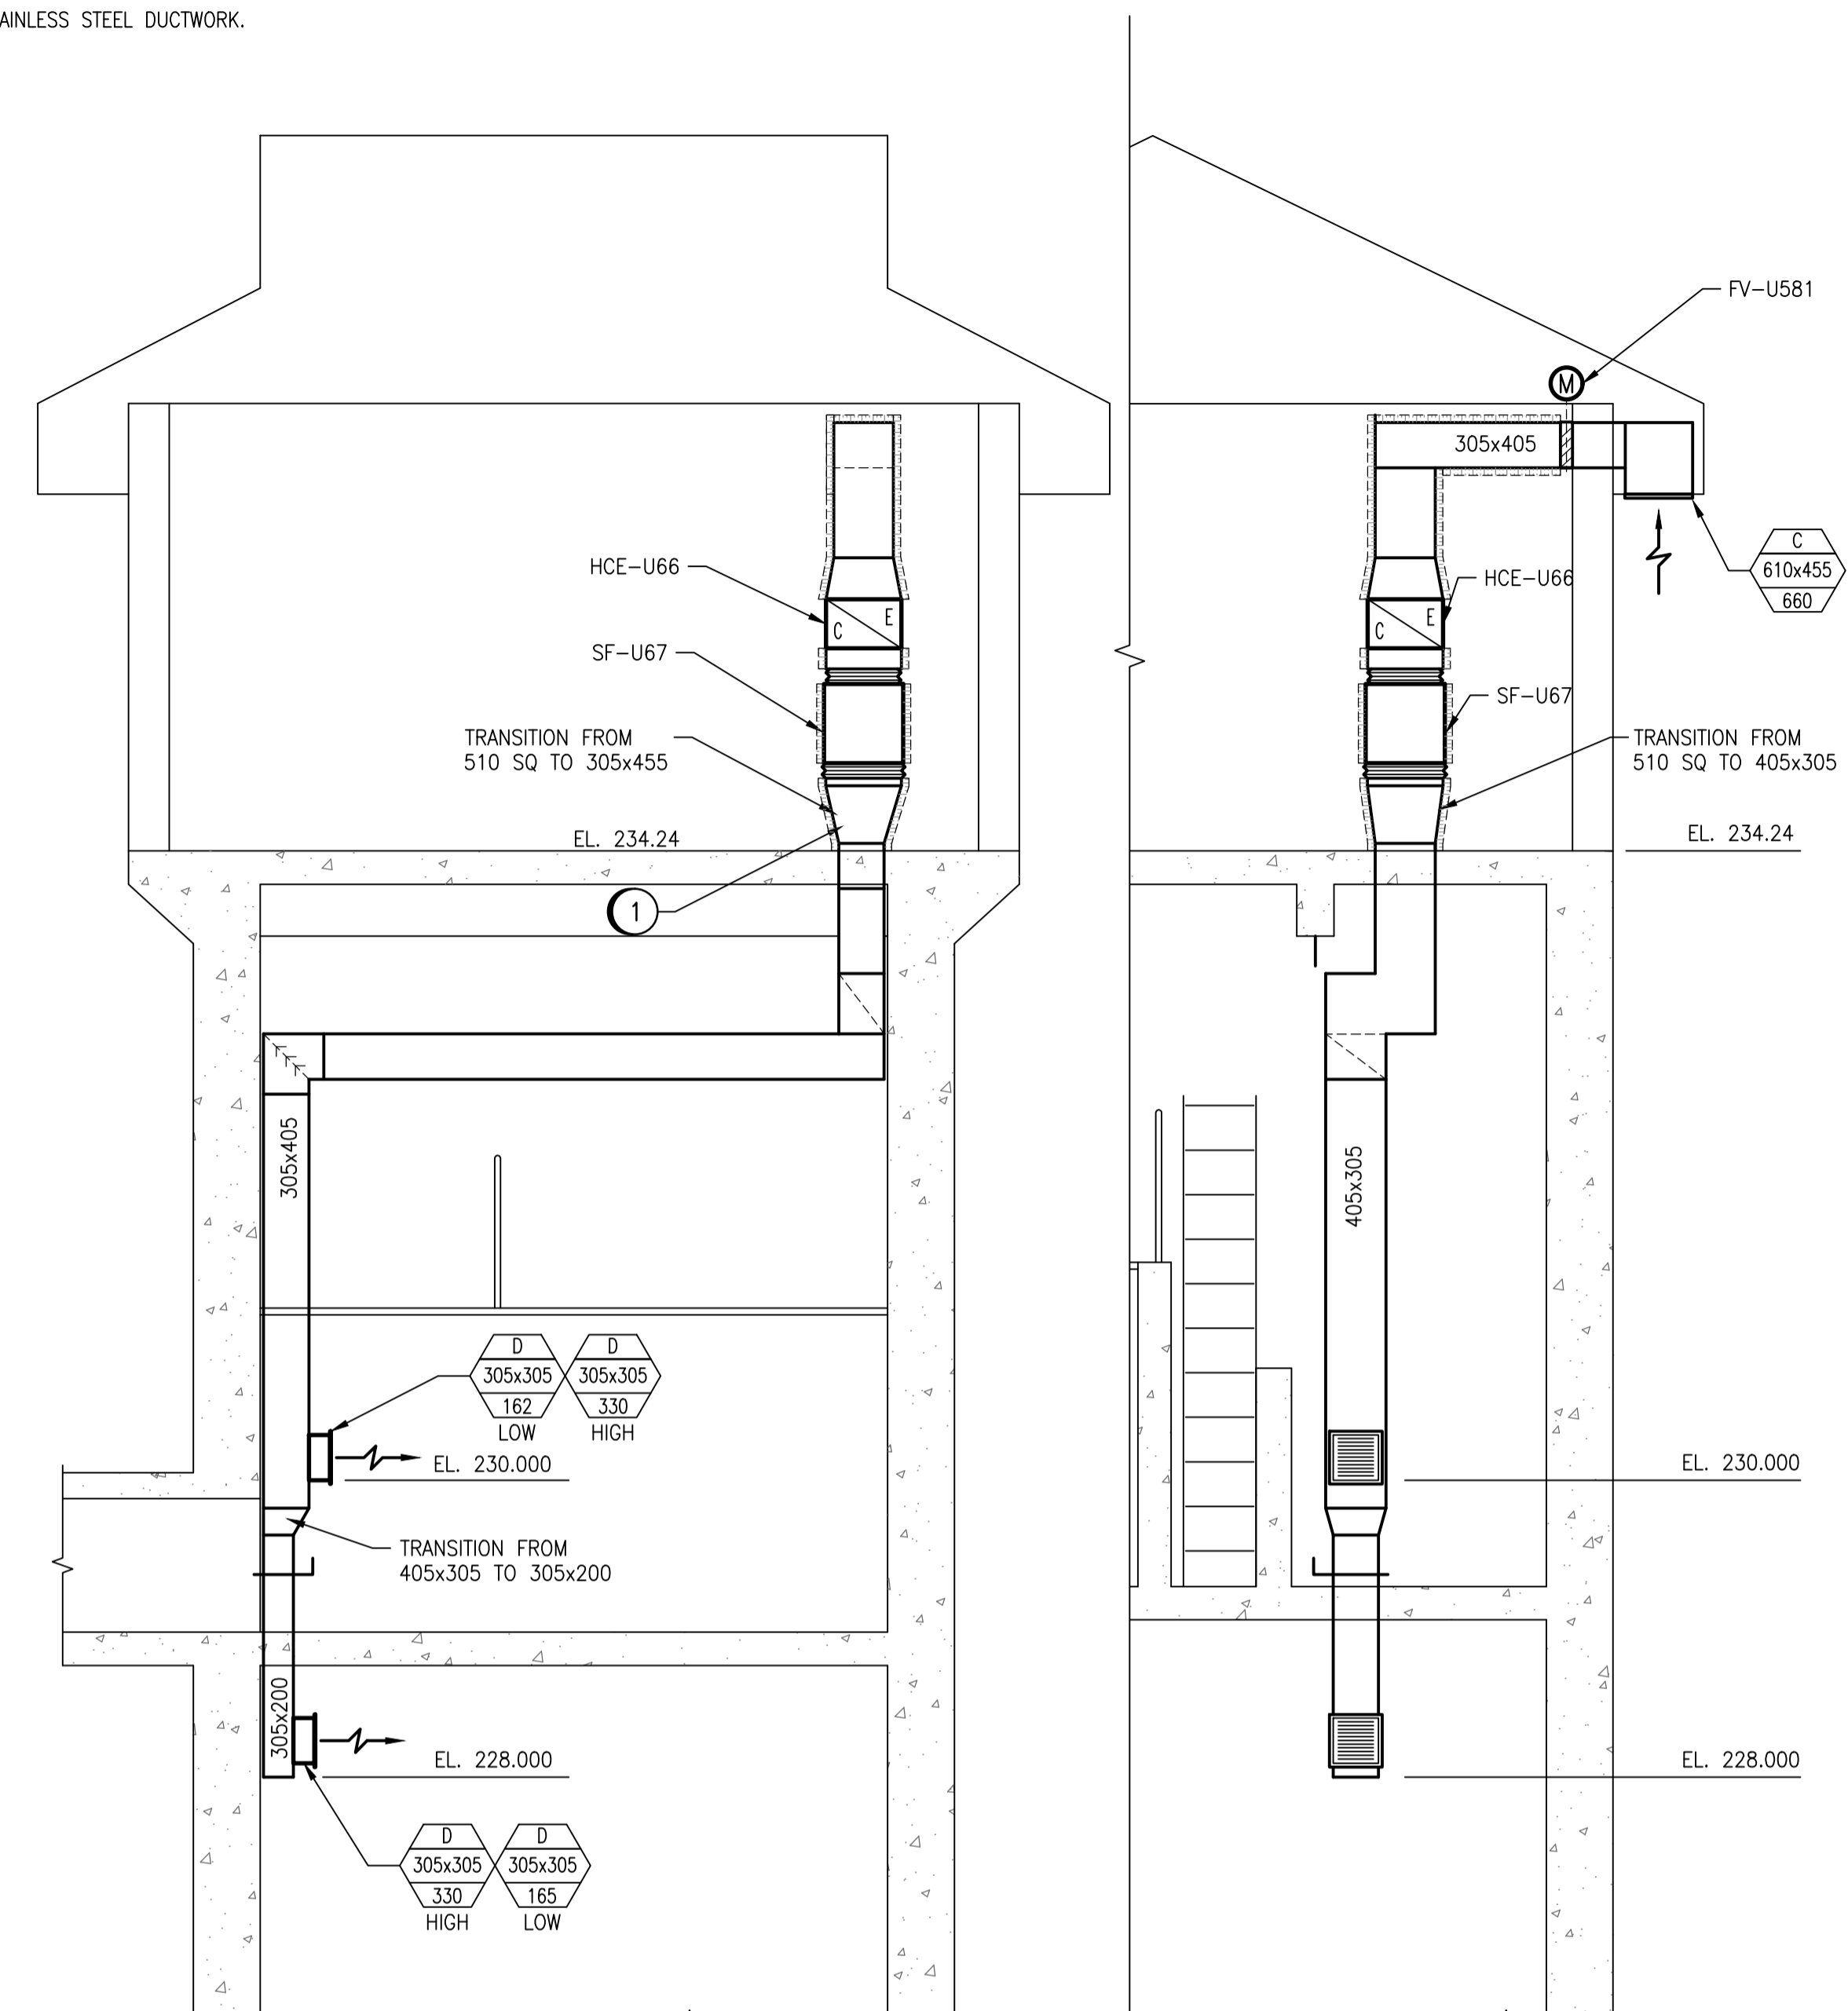 AINLESS STEEL DUCTWORK.
FV-U581
M
305x405
C
610x455
660
HCE-U66
C
E
SF-U67
TRANSITION FROM
510 SQ TO 305x455
EL. 234.24
1
HCE-U66
C
E
SF-U67
TRANSITION FROM
510 SQ TO 405x305
EL. 234.24
305x405
405x305
D
305x305
162
LOW
D
305x305
330
HIGH
EL. 230.000
EL. 230.000
TRANSITION FROM
405x305 TO 305x200
305x200
EL. 228.000
EL. 228.000
D
305x305
330
HIGH
D
305x305
165
LOW